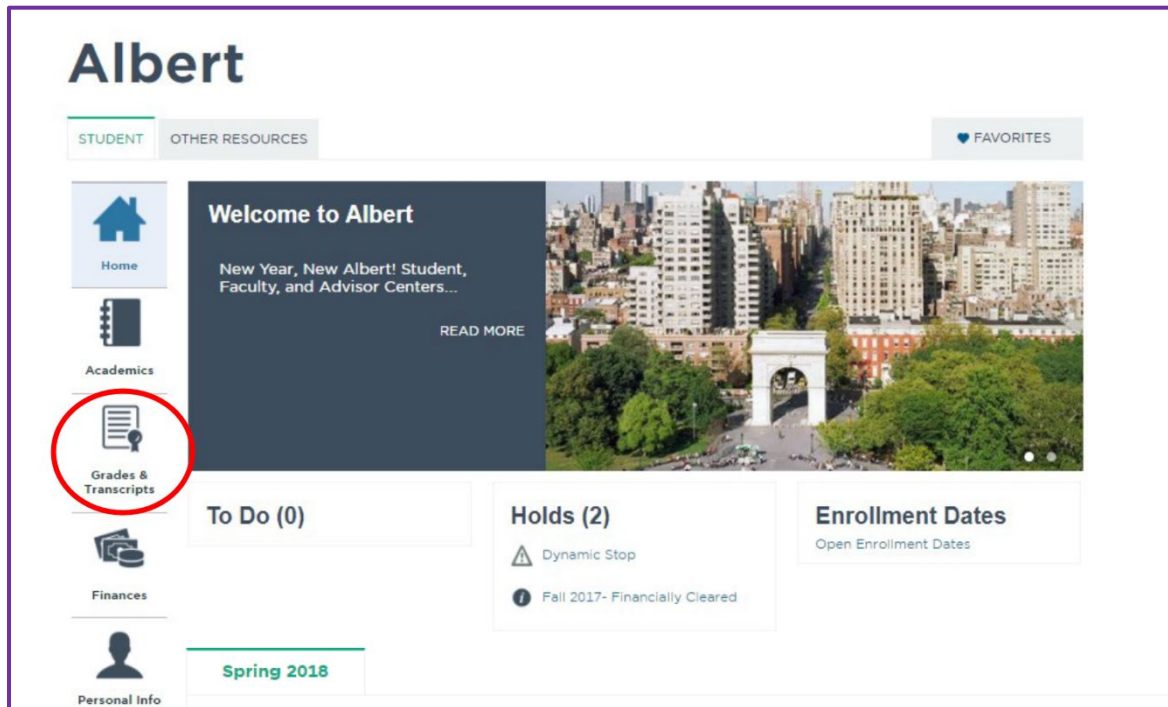 Albert
STUDENT
OTHER RESOURCES
FAVORITES
Home
Academics
Grades &
Transcripts
Finances
Personal Info
Welcome to Albert
New Year, New Albert! Student,
Faculty, and Advisor Centers...
READ MORE
To Do (0)
Holds (2)
Dynamic Stop
Fall 2017- Financially Cleared
Enrollment Dates
Open Enrollment Dates
Spring 2018